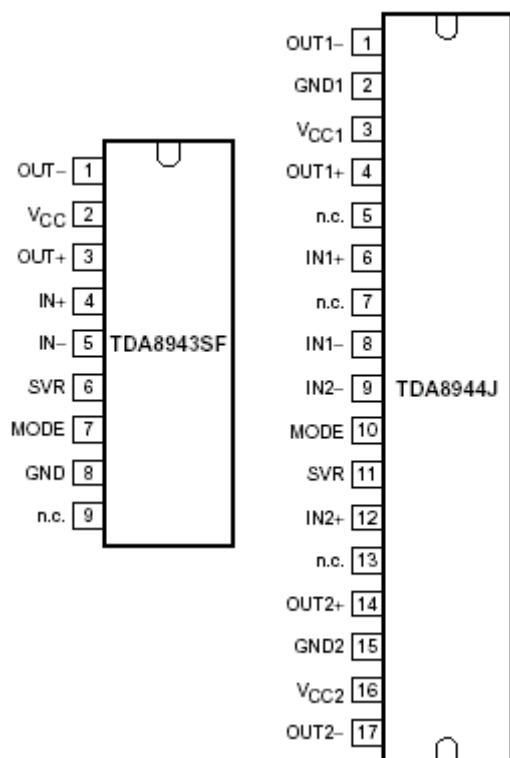 OUT− 1
VCC 2
OUT+ 3
IN+ 4
IN− 5
SVR 6
MODE 7
GND 8
n.c. 9
TDA8943SF
OUT1− 1
GND1 2
VCC1 3
OUT1+ 4
n.c. 5
IN1+ 6
n.c. 7
IN1− 8
IN2− 9
MODE 10
SVR 11
IN2+ 12
n.c. 13
OUT2+ 14
GND2 15
VCC2 16
OUT2− 17
TDA8944J